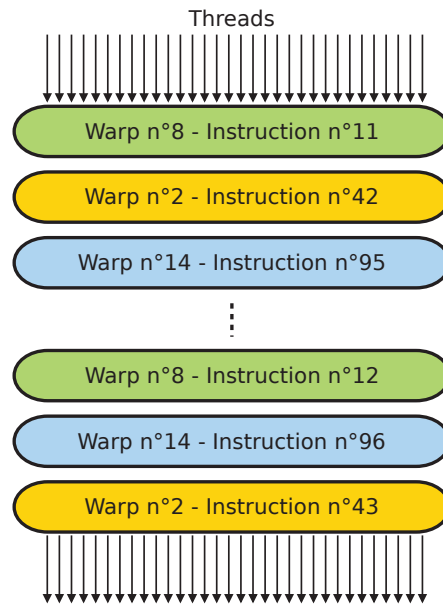 Threads
Warp n°8 - Instruction n°11
Warp n°2 - Instruction n°42
Warp n°14 - Instruction n°95
Warp n°8 - Instruction n°12
Warp n°14 - Instruction n°96
Warp n°2 - Instruction n°43